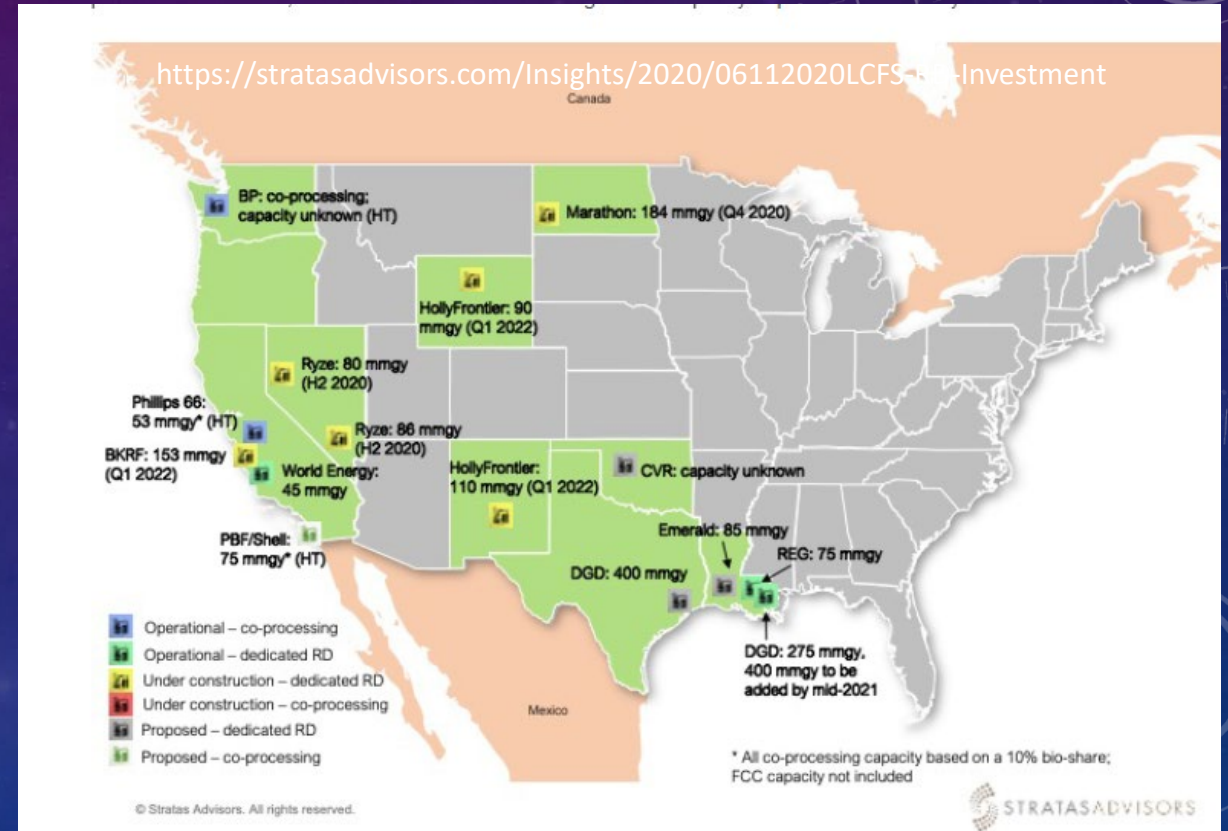 https://stratasadvisors.com/Insights/2020/06112020LCFS Investment
Canada
BP: co-processing;
capacity unknown (HT)
Marathon: 184 mmgy (Q4 2020)
HollyFrontier: 90
mmgy (Q1 2022)
Ryze: 80 mmgy
(H2 2020)
Phillips 66:
53 mmgy* (HT)
Ryze: 86 mmgy
(H2 2020)
BKRF: 153 mmgy
(Q1 2022)
World Energy:
45 mmgy
HollyFrontier:
110 mmgy (Q1 2022)
CVR: capacity unknown
PBF/Shell:
75 mmgy* (HT)
Emerald: 85 mmgy
REG: 75 mmgy
DGD: 400 mmgy
DGD: 275 mmgy,
400 mmgy to be
added by mid-2021
Operational – co-processing
Operational – dedicated RD
Under construction – dedicated RD
Under construction – co-processing
Proposed – dedicated RD
Proposed – co-processing
Mexico
* All co-processing capacity based on a 10% bio-share;
FCC capacity not included
© Stratas Advisors. All rights reserved.
STRATASADVISORS